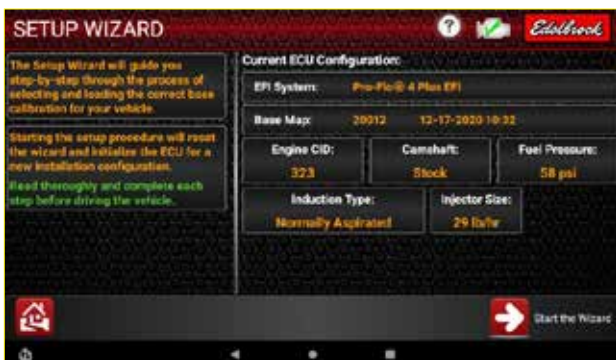 SETUP WIZARD
?
Edelbrock
The Setup Wizard will guide you
step-by-step through the process of
selecting and loading the correct base
calibration for your vehicle.
Starting the setup procedure will reset
the wizard and initialize the ECU for a
new installation configuration.
Read thoroughly and complete each
step before driving the vehicle.
Current ECU Configuration:
EFI System: Pro-Flo® 4 Plus EFI
Base Map: 20012 12-17-2020 10:32
Engine CID: Camshaft: Fuel Pressure:
323 Stock 58 psi
Induction Type: Injector Size:
Normally Aspirated 29 lb/hr
Start the Wizard